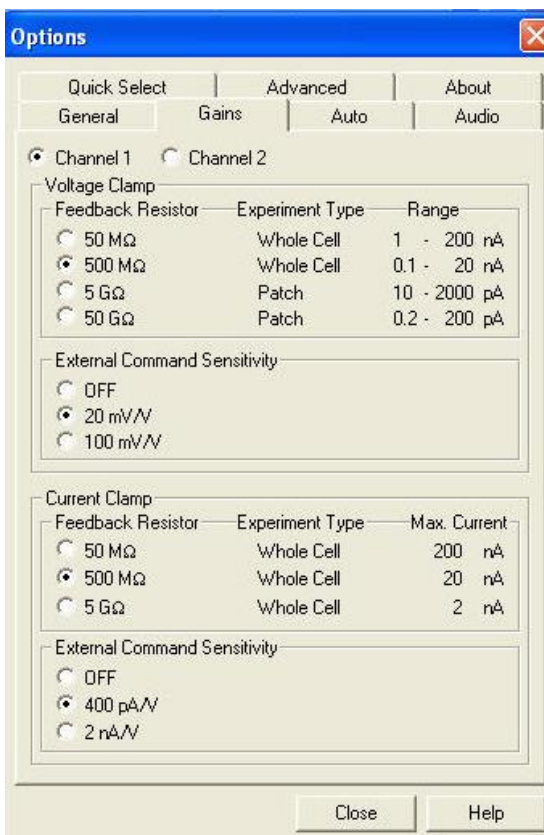 Options
Quick Select Advanced About
General Gains Auto Audio
Channel 1 Channel 2
Voltage Clamp
Feedback Resistor Experiment Type Range
50 MΩ Whole Cell 1 - 200 nA
500 MΩ Whole Cell 0.1 - 20 nA
5 GΩ Patch 10 - 2000 pA
50 GΩ Patch 0.2 - 200 pA
External Command Sensitivity
OFF
20 mV/V
100 mV/V
Current Clamp
Feedback Resistor Experiment Type Max. Current
50 MΩ Whole Cell 200 nA
500 MΩ Whole Cell 20 nA
5 GΩ Whole Cell 2 nA
External Command Sensitivity
OFF
400 pA/V
2 nA/V
Close Help